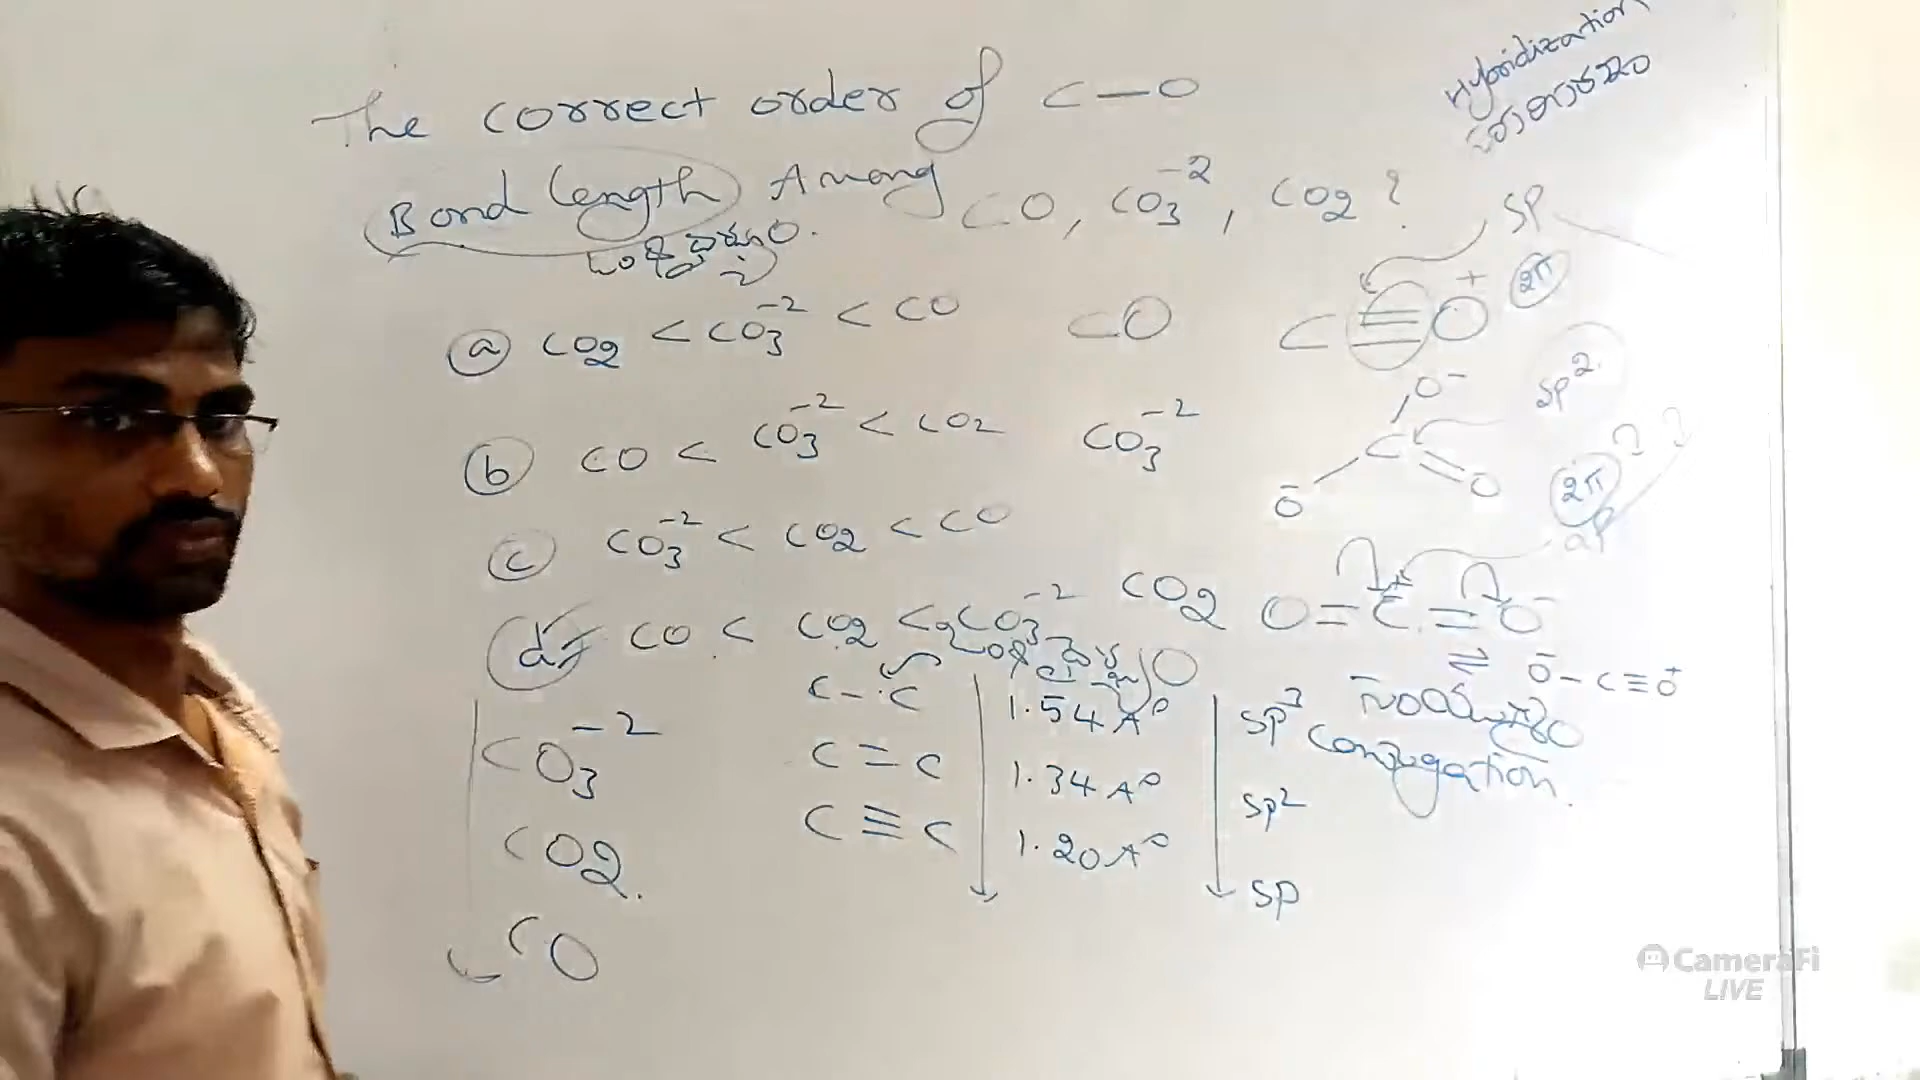 The correct order of C-O
Bond length Among CO, CO₃⁻², CO₂?
Hybridization
(a) CO₂ < CO₃⁻² < CO
(b) CO < CO₃⁻² < CO₂
(c) CO₃⁻² < CO₂ < CO
(d) CO < CO₂ < CO₃⁻²
CO C≡O⁺ 2π
SP
CO₃⁻²
O⁻
C
O⁻ =O
SP²
2π
CO₂ O=C⁺=O⁻
⇌ O⁻-C≡O⁺
Conjugation
C-C 1.54 A° SP³
C=C 1.34 A° SP²
C≡C 1.20 A° SP
CO₃⁻²
CO₂.
CO
CameraFi
LIVE